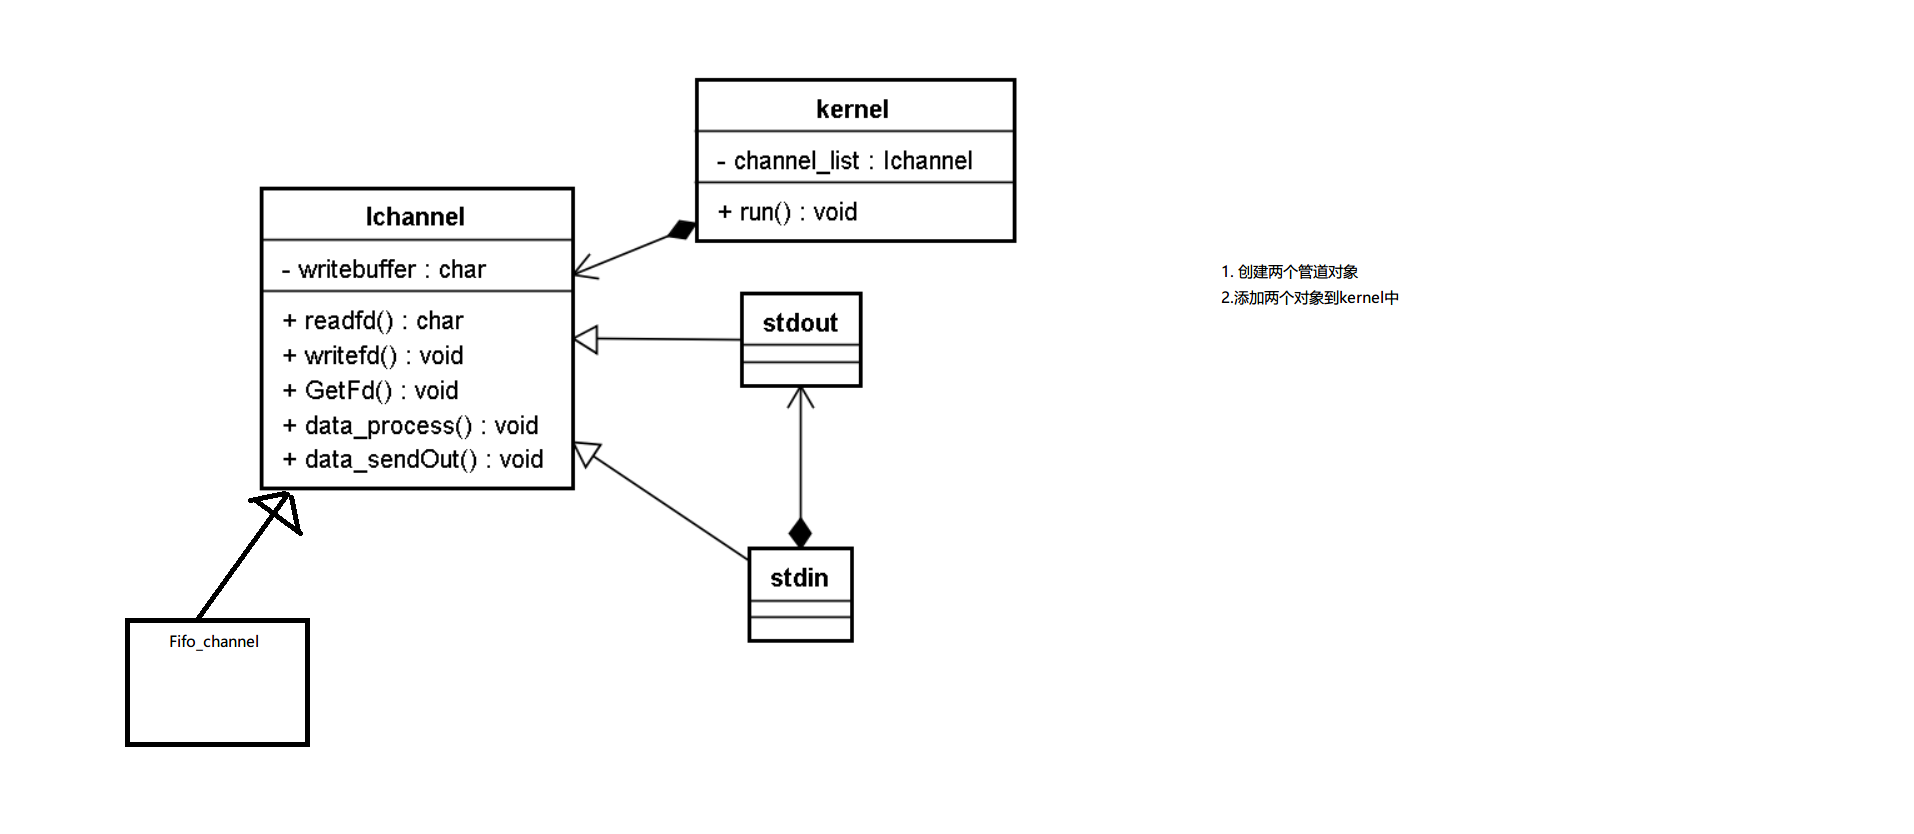 kernel
- channel_list : Ichannel
+ run() : void
Ichannel
- writebuffer : char
+ readfd() : char
+ writefd() : void
+ GetFd() : void
+ data_process() : void
+ data_sendOut() : void
stdout
stdin
Fifo_channel
1. 创建两个管道对象
2.添加两个对象到kernel中